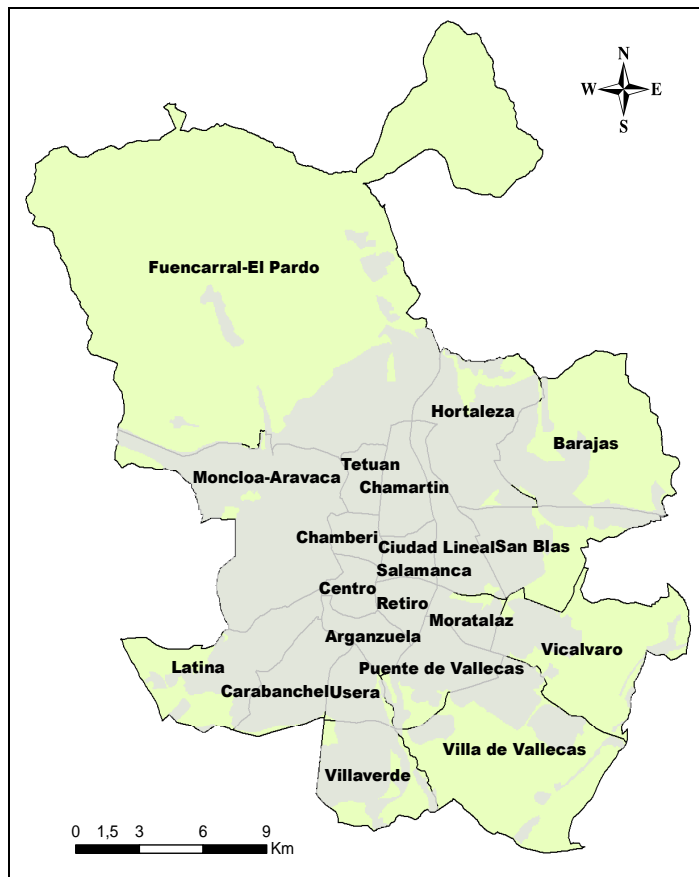 N
W E
S
Fuencarral-El Pardo
Hortaleza
Barajas
Tetuan
Moncloa-Aravaca
Chamartin
Chamberi
Ciudad Lineal San Blas
Salamanca
Centro
Retiro
Moratalaz
Arganzuela
Vicalvaro
Latina
Puente de Vallecas
Carabanchel Usera
Villa de Vallecas
Villaverde
0 1,5 3 6 9
Km